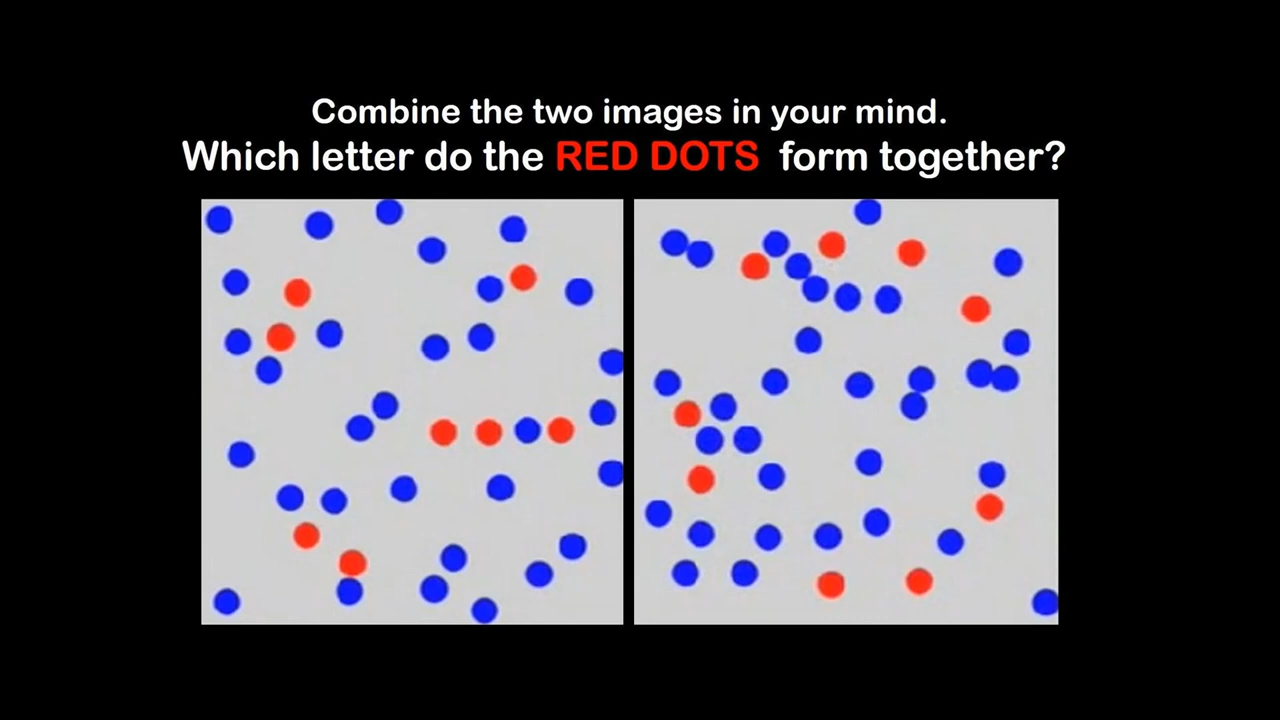 Combine the two images in your mind.
Which letter do the RED DOTS form together?